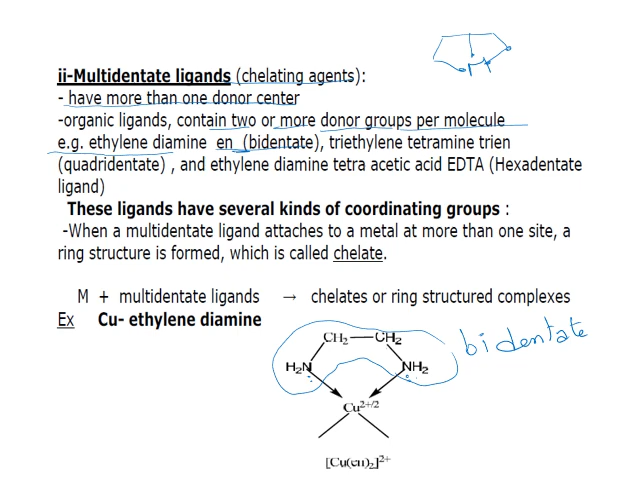 ii-Multidentate ligands (chelating agents):
- have more than one donor center
-organic ligands, contain two or more donor groups per molecule
e.g. ethylene diamine en (bidentate), triethylene tetramine trien
(quadridentate) , and ethylene diamine tetra acetic acid EDTA (Hexadentate
ligand)
These ligands have several kinds of coordinating groups :
-When a multidentate ligand attaches to a metal at more than one site, a
ring structure is formed, which is called chelate.
M + multidentate ligands → chelates or ring structured complexes
Ex Cu- ethylene diamine
CH2 CH2
bidentate
H2N NH2
Cu2+/2
[Cu(en)2]2+